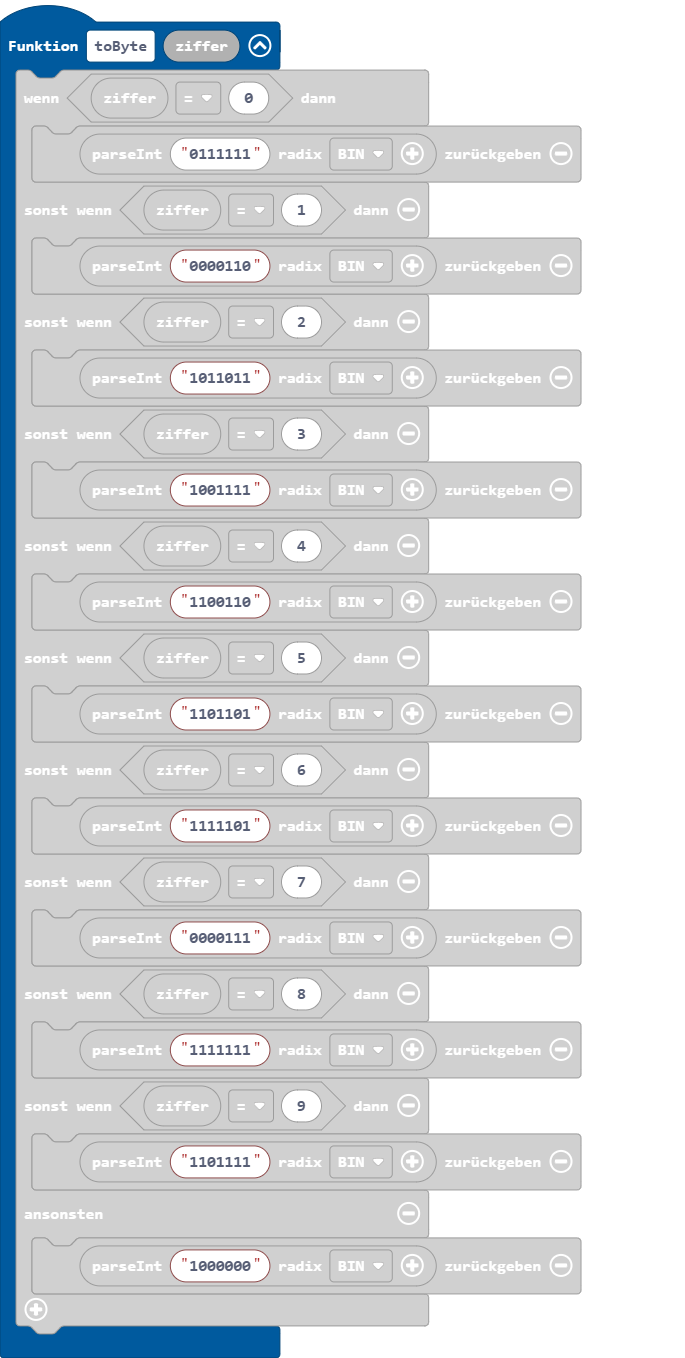 Funktion toByte ziffer
wenn ziffer = 0 dann
parseInt "0111111" radix BIN zurückgeben
sonst wenn ziffer = 1 dann
parseInt "0000110" radix BIN zurückgeben
sonst wenn ziffer = 2 dann
parseInt "1011011" radix BIN zurückgeben
sonst wenn ziffer = 3 dann
parseInt "1001111" radix BIN zurückgeben
sonst wenn ziffer = 4 dann
parseInt "1100110" radix BIN zurückgeben
sonst wenn ziffer = 5 dann
parseInt "1101101" radix BIN zurückgeben
sonst wenn ziffer = 6 dann
parseInt "1111101" radix BIN zurückgeben
sonst wenn ziffer = 7 dann
parseInt "0000111" radix BIN zurückgeben
sonst wenn ziffer = 8 dann
parseInt "1111111" radix BIN zurückgeben
sonst wenn ziffer = 9 dann
parseInt "1101111" radix BIN zurückgeben
ansonsten
parseInt "1000000" radix BIN zurückgeben